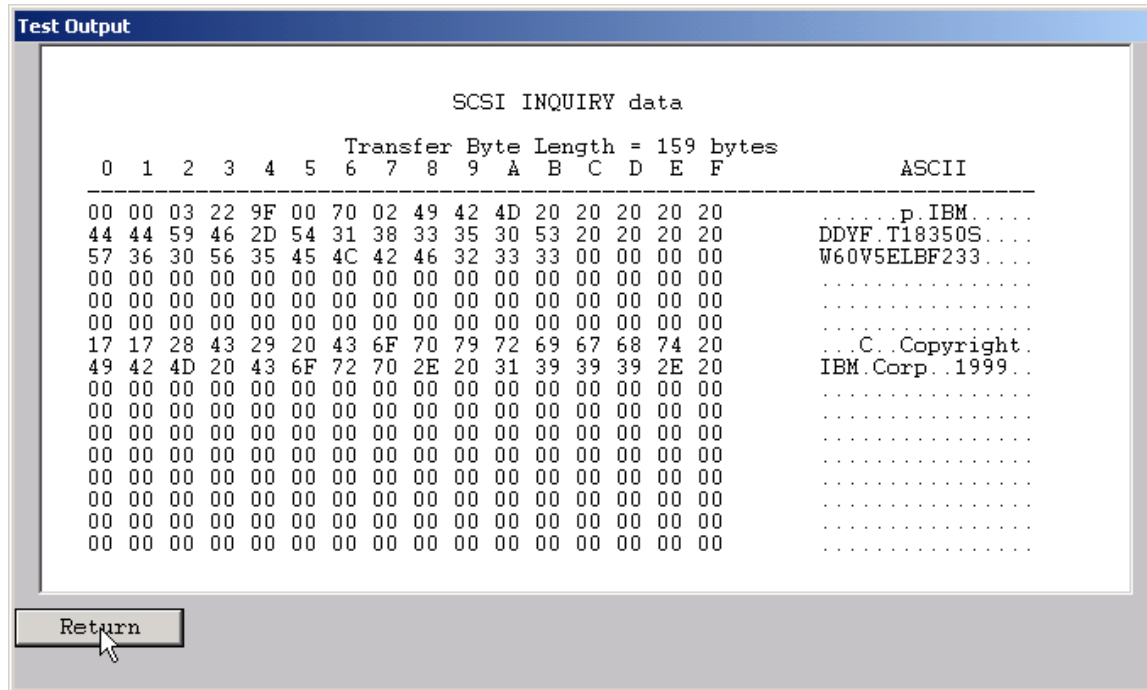 Test Output
SCSI INQUIRY data
Transfer Byte Length = 159 bytes
0 1 2 3 4 5 6 7 8 9 A B C D E F ASCII
--------------------------------------------------------------------
00 00 03 22 9F 00 70 02 49 42 4D 20 20 20 20 20 ......p.IBM.....
44 44 59 46 2D 54 31 38 33 35 30 53 20 20 20 20 DDYF.T18350S....
57 36 30 56 35 45 4C 42 46 32 33 33 00 00 00 00 W60V5ELBF233....
00 00 00 00 00 00 00 00 00 00 00 00 00 00 00 00 ................
00 00 00 00 00 00 00 00 00 00 00 00 00 00 00 00 ................
00 00 00 00 00 00 00 00 00 00 00 00 00 00 00 00 ................
17 17 28 43 29 20 43 6F 70 79 72 69 67 68 74 20 ...C..Copyright.
49 42 4D 20 43 6F 72 70 2E 20 31 39 39 39 2E 20 IBM.Corp..1999..
00 00 00 00 00 00 00 00 00 00 00 00 00 00 00 00 ................
00 00 00 00 00 00 00 00 00 00 00 00 00 00 00 00 ................
00 00 00 00 00 00 00 00 00 00 00 00 00 00 00 00 ................
00 00 00 00 00 00 00 00 00 00 00 00 00 00 00 00 ................
00 00 00 00 00 00 00 00 00 00 00 00 00 00 00 00 ................
00 00 00 00 00 00 00 00 00 00 00 00 00 00 00 00 ................
00 00 00 00 00 00 00 00 00 00 00 00 00 00 00 00 ................
00 00 00 00 00 00 00 00 00 00 00 00 00 00 00 00 ................
Return